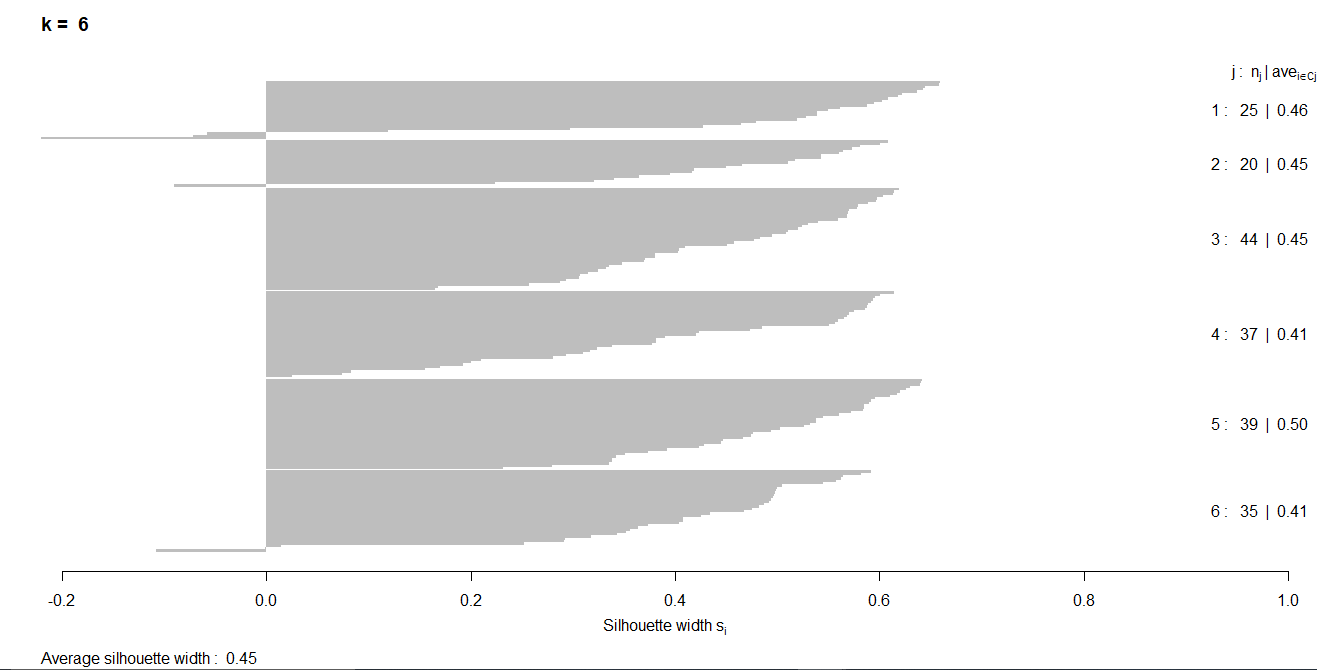 k = 6
j : nj | avei∈Cj
1 : 25 | 0.46
2 : 20 | 0.45
3 : 44 | 0.45
4 : 37 | 0.41
5 : 39 | 0.50
6 : 35 | 0.41
-0.2 0.0 0.2 0.4 0.6 0.8 1.0
Silhouette width si
Average silhouette width : 0.45